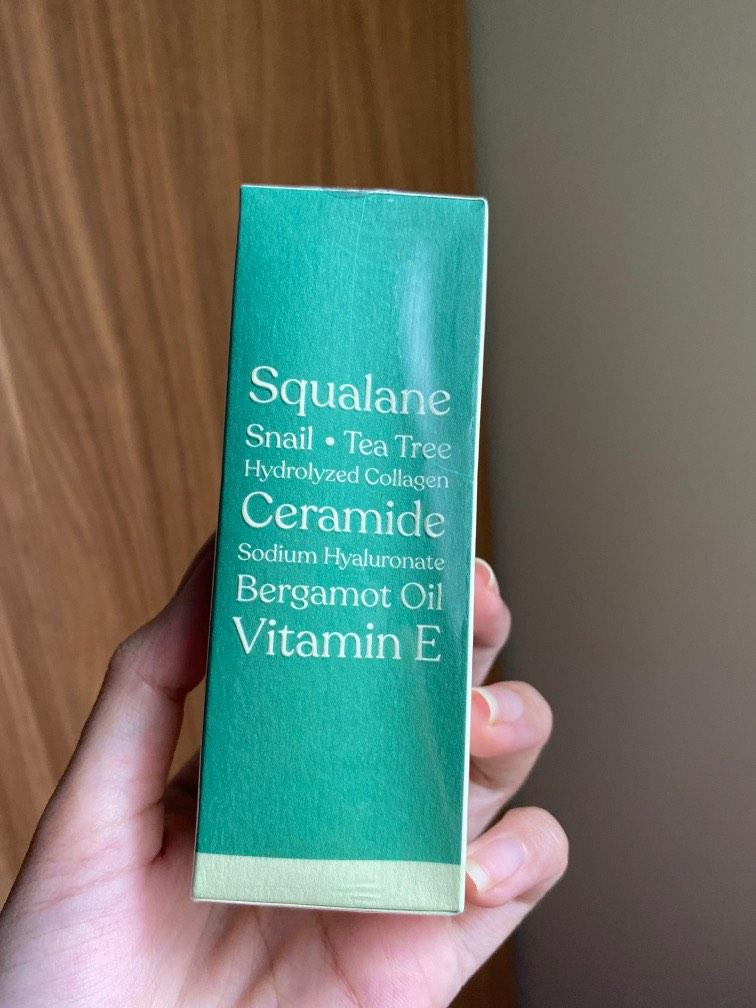 Squalane
Snail • Tea Tree
Hydrolyzed Collagen
Ceramide
Sodium Hyaluronate
Bergamot Oil
Vitamin E